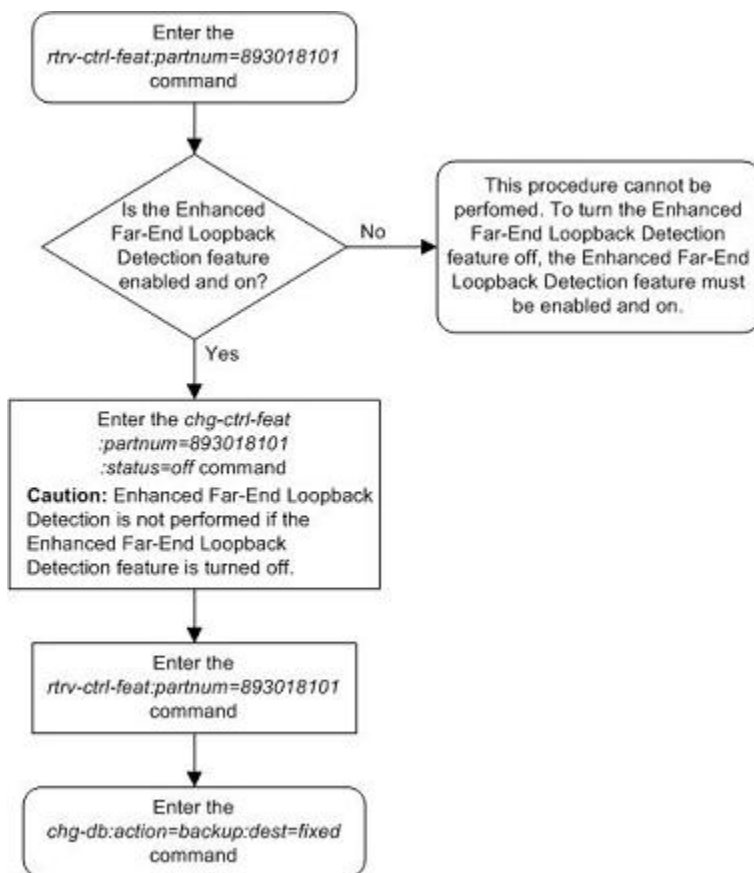 Enter the
rtrv-ctrl-feat:partnum=893018101
command
Is the Enhanced
Far-End Loopback
Detection feature
enabled and on?
No
This procedure cannot be
perfomed. To turn the Enhanced
Far-End Loopback Detection
feature off, the Enhanced Far-End
Loopback Detection feature must
be enabled and on.
Yes
Enter the chg-ctrl-feat
:partnum=893018101
:status=off command
Caution: Enhanced Far-End Loopback
Detection is not performed if the
Enhanced Far-End Loopback
Detection feature is turned off.
Enter the
rtrv-ctrl-feat:partnum=893018101
command
Enter the
chg-db:action=backup:dest=fixed
command